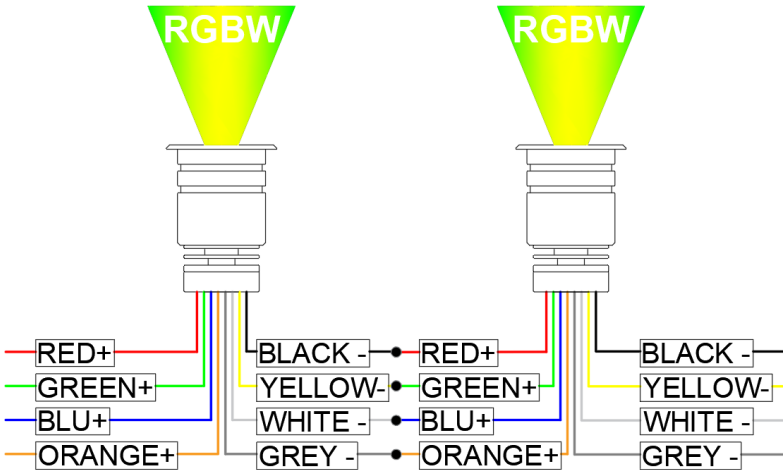 RGBW RGBW
RED+ BLACK - RED+ BLACK -
GREEN+ YELLOW- GREEN+ YELLOW-
BLU+ WHITE - BLU+ WHITE -
ORANGE+ GREY - ORANGE+ GREY -